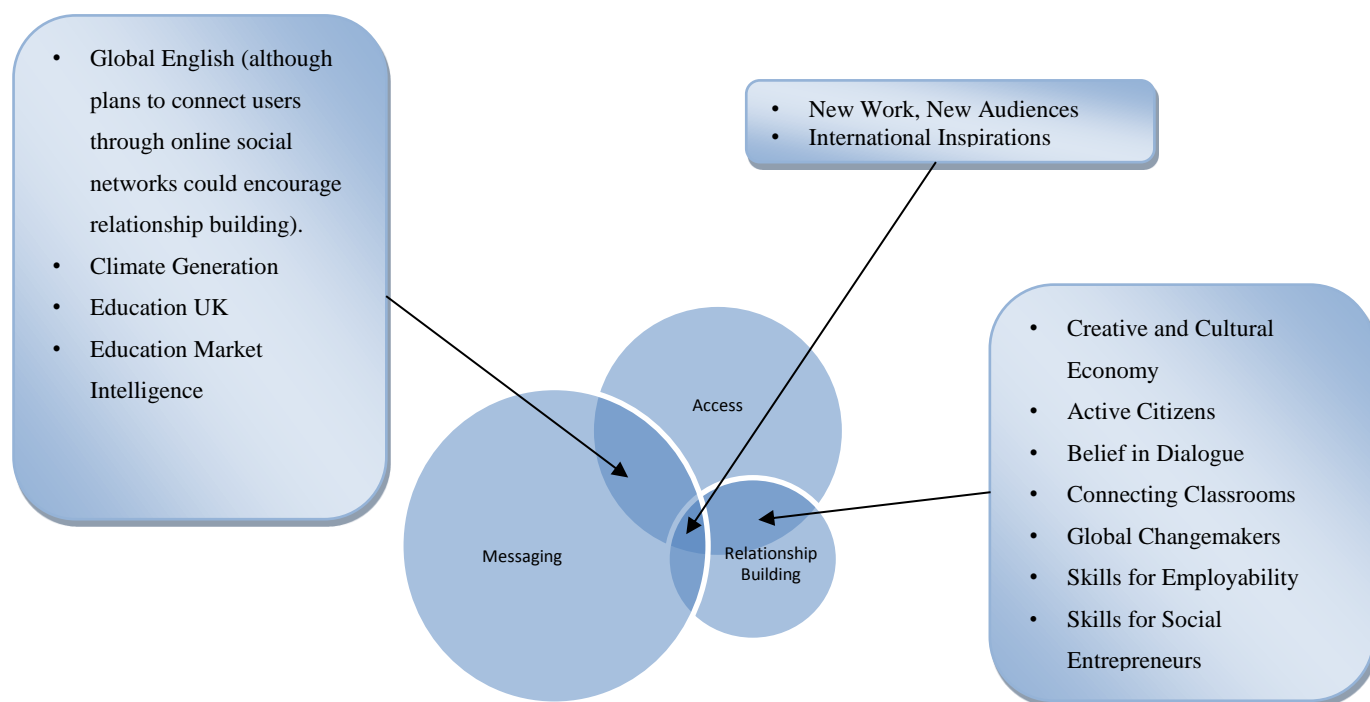 • Global English (although
plans to connect users
through online social
networks could encourage
relationship building).
• Climate Generation
• Education UK
• Education Market
Intelligence
• New Work, New Audiences
• International Inspirations
Access
Messaging
Relationship
Building
• Creative and Cultural
Economy
• Active Citizens
• Belief in Dialogue
• Connecting Classrooms
• Global Changemakers
• Skills for Employability
• Skills for Social
Entrepreneurs